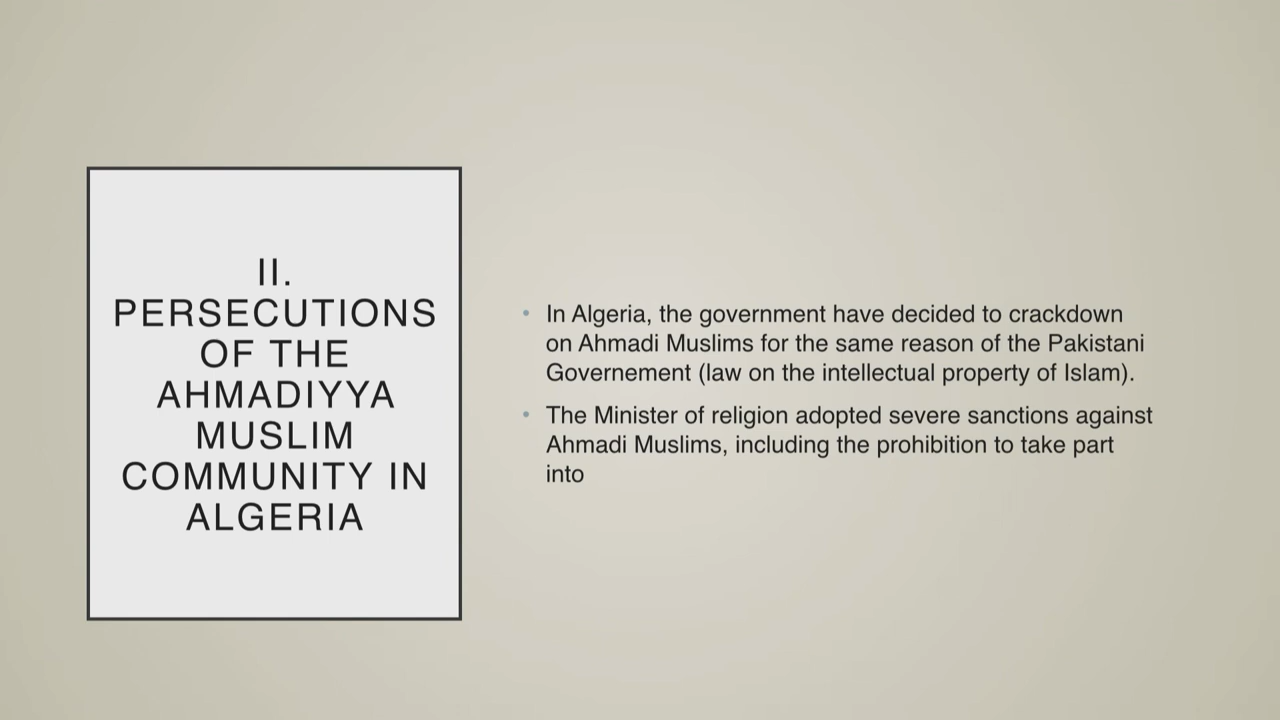 II.
PERSECUTIONS
OF THE
AHMADIYYA
MUSLIM
COMMUNITY IN
ALGERIA
• In Algeria, the government have decided to crackdown
on Ahmadi Muslims for the same reason of the Pakistani
Governement (law on the intellectual property of Islam).
• The Minister of religion adopted severe sanctions against
Ahmadi Muslims, including the prohibition to take part
into